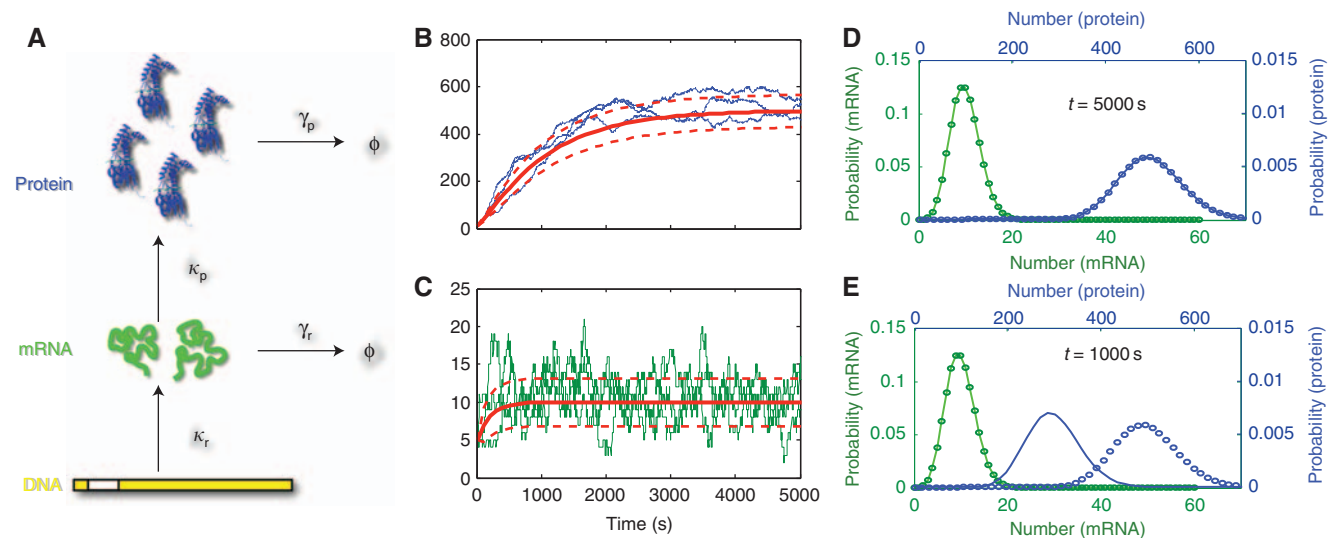 A
Protein
γp
ϕ
κp
mRNA
γr
ϕ
κr
DNA
B
800
600
400
200
0
C
25
20
15
10
5
0
0 1000 2000 3000 4000 5000
Time (s)
D
Number (protein)
0 200 400 600
Probability (mRNA)
0.15
0.1
0.05
0
t = 5000 s
0.015
0.01
0.005
0
Probability (protein)
0 20 40 60
Number (mRNA)
E
Number (protein)
0 200 400 600
Probability (mRNA)
0.15
0.1
0.05
0
t = 1000 s
0.015
0.01
0.005
0
Probability (protein)
0 20 40 60
Number (mRNA)